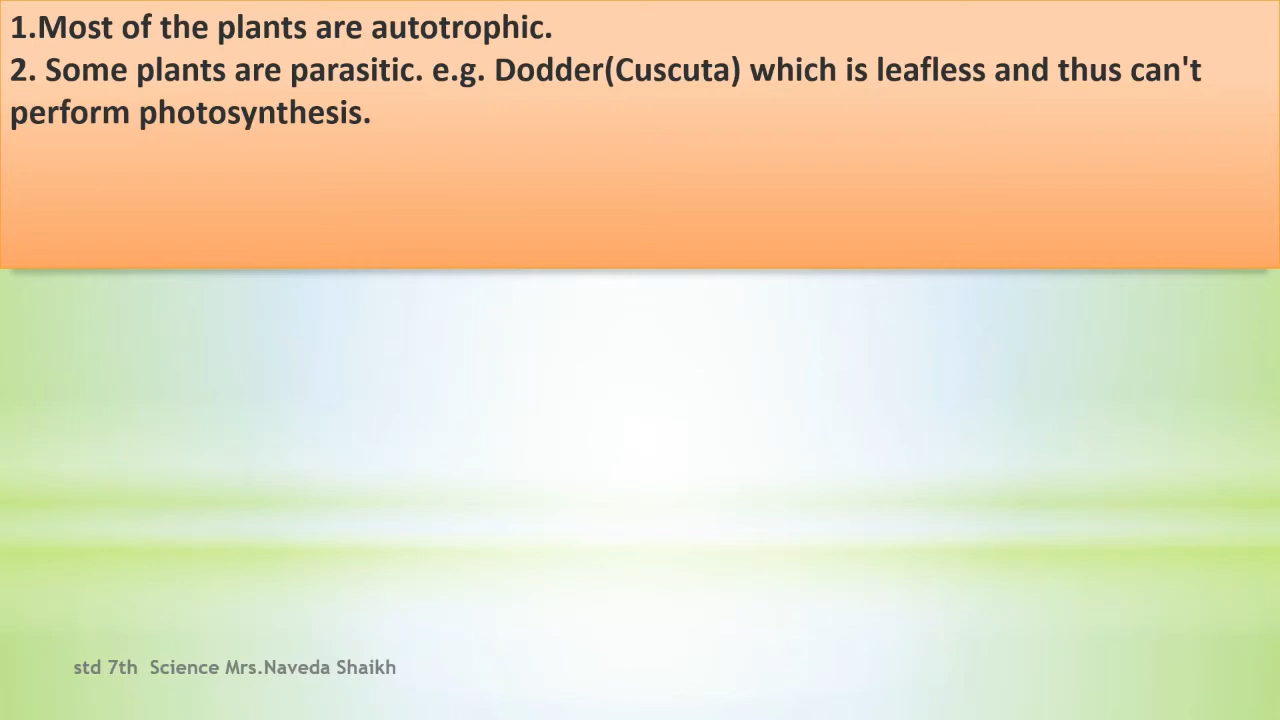 1.Most of the plants are autotrophic.
2. Some plants are parasitic. e.g. Dodder(Cuscuta) which is leafless and thus can't
perform photosynthesis.
std 7th  Science Mrs.Naveda Shaikh